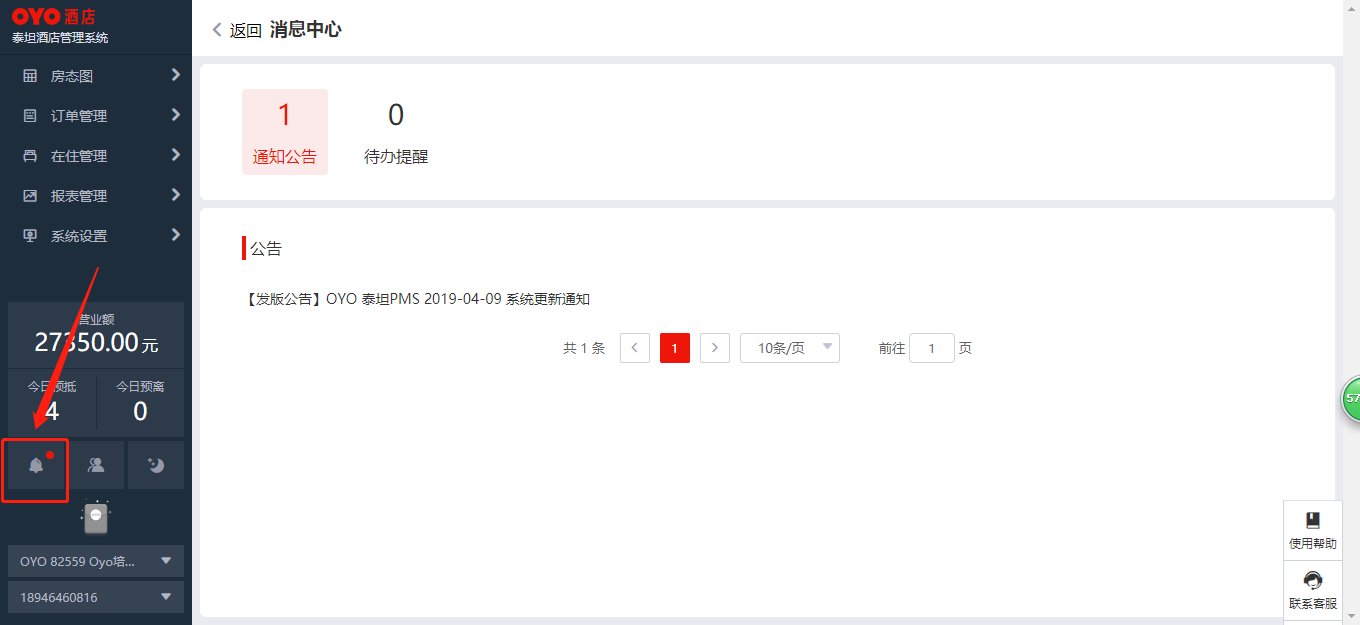 OYO 酒店
泰坦酒店管理系统
房态图
订单管理
在住管理
报表管理
系统设置
营业额
27350.00元
今日预抵
今日预离
4
0
OYO 82559 Oyo培...
18946460816
返回 消息中心
1
0
通知公告
待办提醒
公告
【发版公告】OYO 泰坦PMS 2019-04-09 系统更新通知
共 1 条
1
10条/页
前往 1 页
57
使用帮助
联系客服